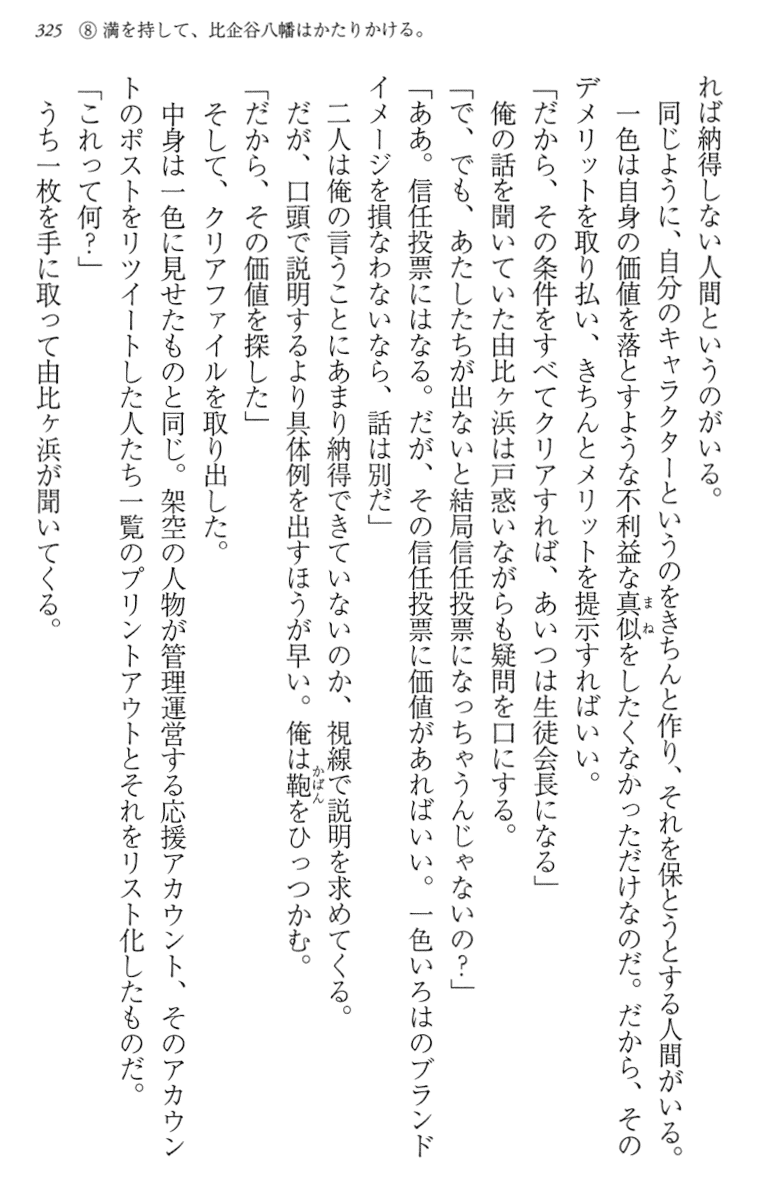 325 ⑧ 満を持して、比企谷八幡はかたりかける。
れば納得しない人間というのがいる。
　同じように、自分のキャラクターというのをきちんと作り、それを保とうとする人間がいる。
　一色は自身の価値を落とすような不利益な真似をしたくなかっただけなのだ。だから、その
デメリットを取り払い、きちんとメリットを提示すればいい。
「だから、その条件をすべてクリアすれば、あいつは生徒会長になる」
　俺の話を聞いていた由比ヶ浜は戸惑いながらも疑問を口にする。
「で、でも、あたしたちが出ないと結局信任投票になっちゃうんじゃないの？」
「ああ。信任投票にはなる。だが、その信任投票に価値があればいい。一色いろはのブランド
イメージを損なわないなら、話は別だ」
　二人は俺の言うことにあまり納得できていないのか、視線で説明を求めてくる。
　だが、口頭で説明するより具体例を出すほうが早い。俺は鞄をひっつかむ。
「だから、その価値を探した」
　そして、クリアファイルを取り出した。
　中身は一色に見せたものと同じ。架空の人物が管理運営する応援アカウント、そのアカウン
トのポストをリツイートした人たち一覧のプリントアウトとそれをリスト化したものだ。
「これって何？」
　うち一枚を手に取って由比ヶ浜が聞いてくる。
まね
かばん